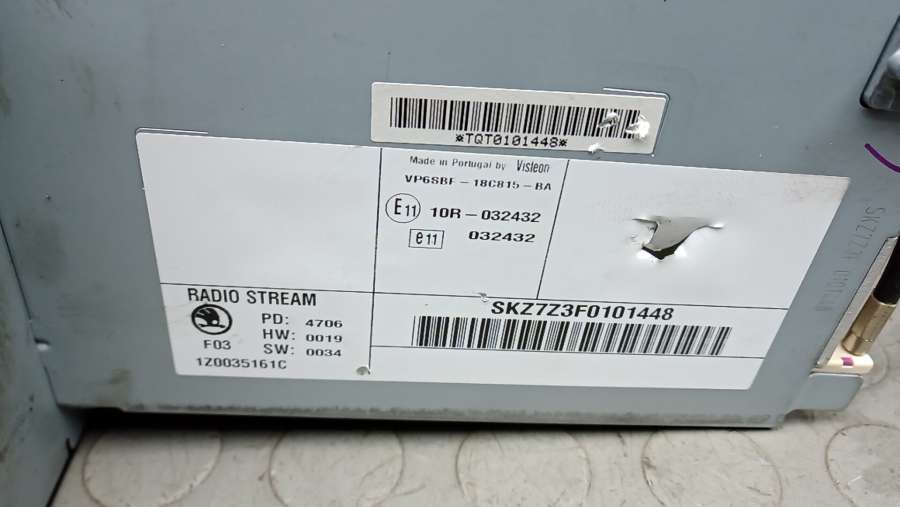 *TQT0101448*
Made in Portugal by Visteon
VP6SBF-18C815-BA
E11 10R-032432
e11 032432
RADIO STREAM
PD: 4706
HW: 0019
F03
SW: 0034
1Z0035161C
SKZ7Z3F0101448